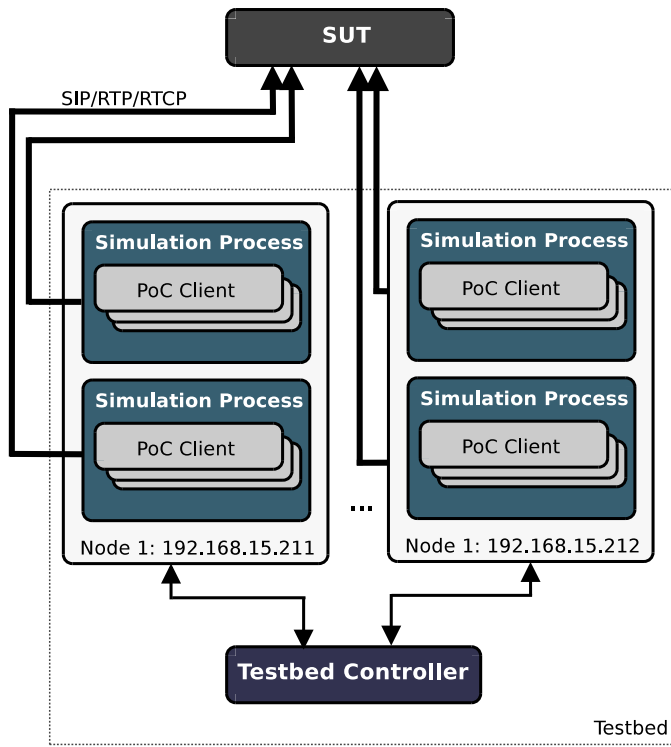 SUT
SIP/RTP/RTCP
Simulation Process
PoC Client
Simulation Process
PoC Client
Node 1: 192.168.15.211
...
Simulation Process
PoC Client
Simulation Process
PoC Client
Node 1: 192.168.15.212
Testbed Controller
Testbed